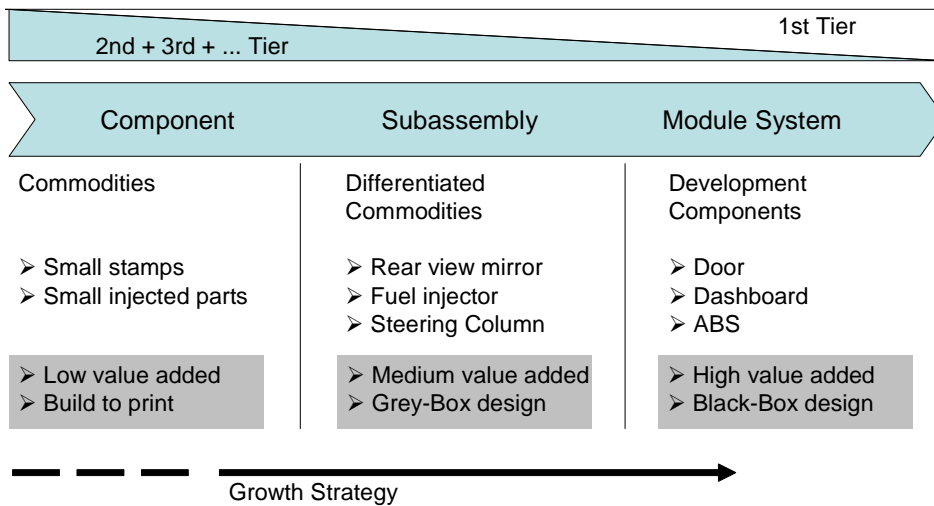 1st Tier
2nd + 3rd + ... Tier
Component
Subassembly
Module System
Commodities
Differentiated
Commodities
Development
Components
➢ Small stamps
➢ Small injected parts
➢ Rear view mirror
➢ Fuel injector
➢ Steering Column
➢ Door
➢ Dashboard
➢ ABS
➢ Low value added
➢ Build to print
➢ Medium value added
➢ Grey-Box design
➢ High value added
➢ Black-Box design
Growth Strategy